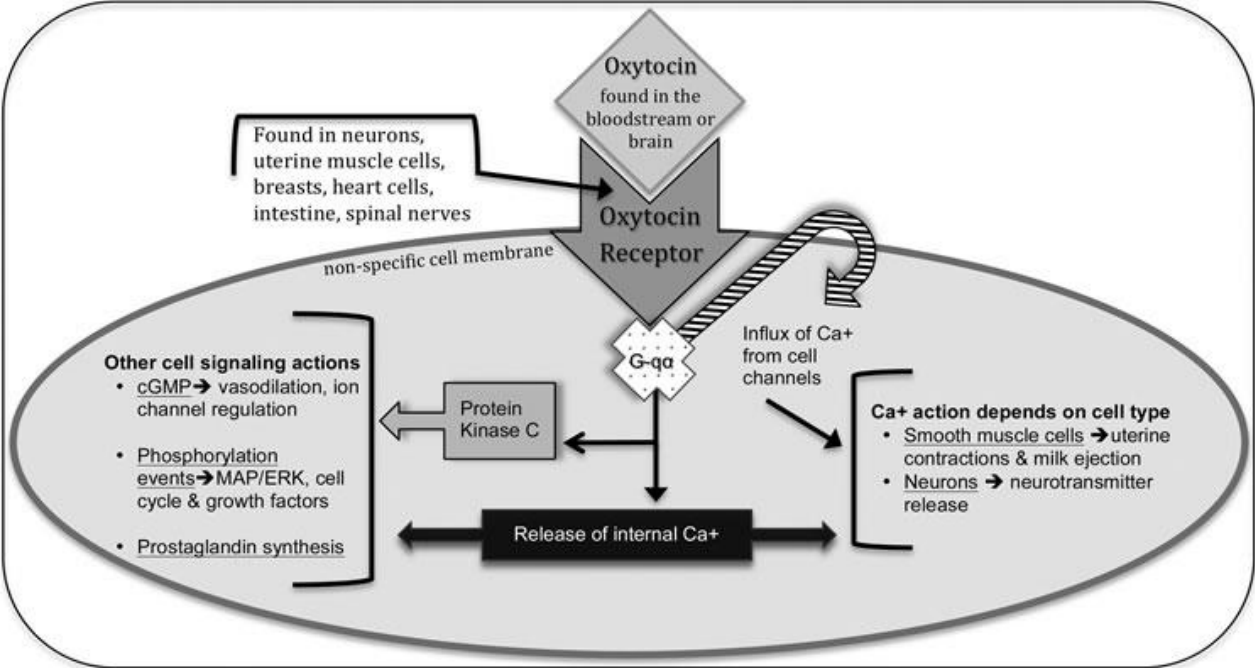 Oxytocin
found in the
bloodstream or
brain
Found in neurons,
uterine muscle cells,
breasts, heart cells,
intestine, spinal nerves
Oxytocin
Receptor
non-specific cell membrane
G-qα
Influx of Ca+
from cell
channels
Other cell signaling actions
• cGMP➔ vasodilation, ion
channel regulation
• Phosphorylation
events➔MAP/ERK, cell
cycle & growth factors
• Prostaglandin synthesis
Protein
Kinase C
Ca+ action depends on cell type
• Smooth muscle cells ➔uterine
contractions & milk ejection
• Neurons ➔ neurotransmitter
release
Release of internal Ca+